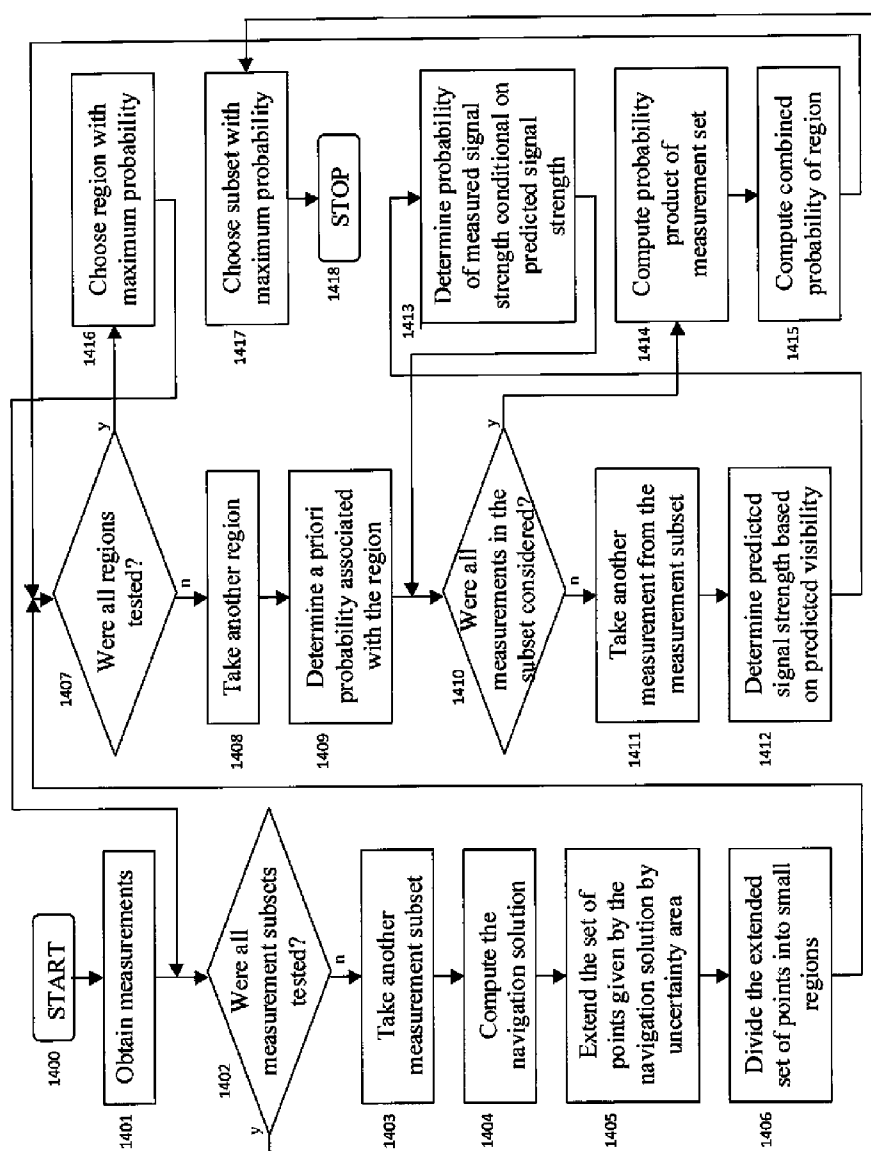 1400
START
1401
Obtain measurements
1402
Were all
measurement subsets
tested?
y
n
1403
Take another
measurement subset
1404
Compute the
navigation solution
1405
Extend the set of
points given by the
navigation solution by
uncertainty area
1406
Divide the extended
set of points into small
regions
1407
Were all regions
tested?
y
n
1408
Take another region
1409
Determine a priori
probability associated
with the region
1410
Were all
measurements in the
subset considered?
y
n
1411
Take another
measurement from the
measurement subset
1412
Determine predicted
signal strength based
on predicted visibility
1416
Choose region with
maximum probability
1417
Choose subset with
maximum probability
1418
STOP
1413
Determine probability
of measured signal
strength conditional on
predicted signal
strength
1414
Compute probability
product of
measurement set
1415
Compute combined
probability of region